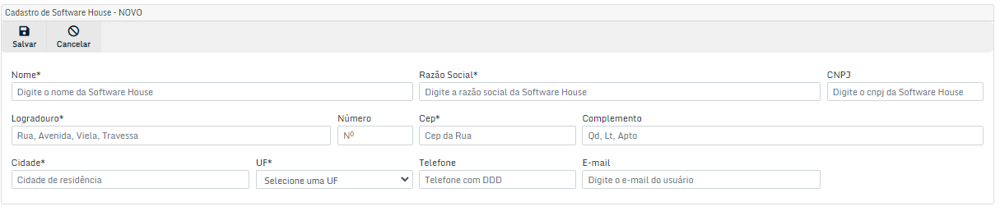 Cadastro de Software House - NOVO
Salvar Cancelar
Nome* Razão Social* CNPJ
Digite o nome da Software House Digite a razão social da Software House Digite o cnpj da Software House
Logradouro* Número Cep* Complemento
Rua, Avenida, Viela, Travessa Nº Cep da Rua Qd, Lt, Apto
Cidade* UF* Telefone E-mail
Cidade de residência Selecione uma UF Telefone com DDD Digite o e-mail do usuário